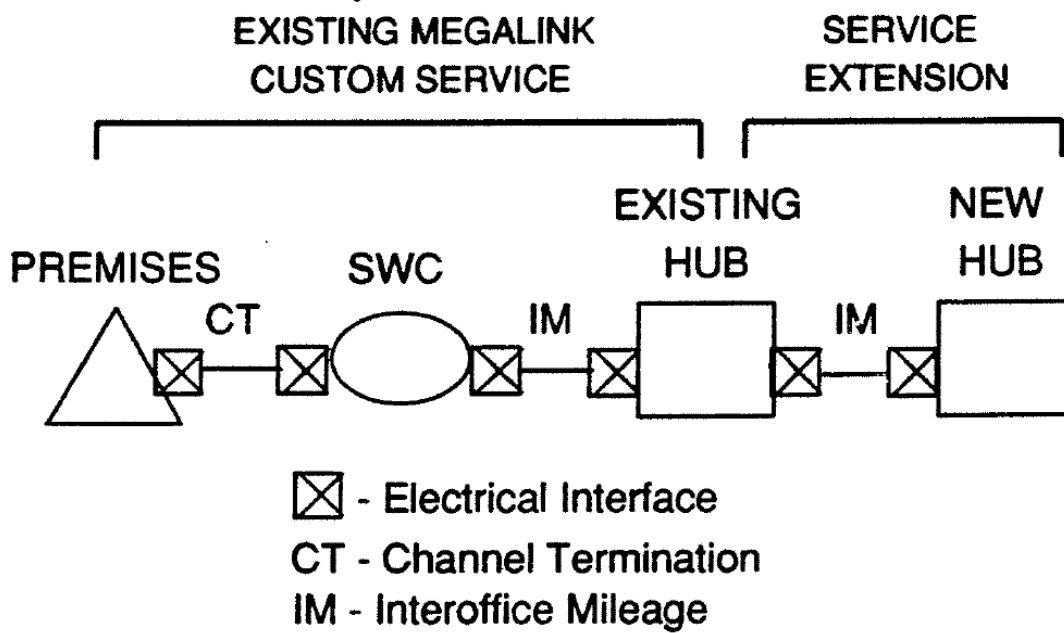 EXISTING MEGALINK
CUSTOM SERVICE
SERVICE
EXTENSION
EXISTING
HUB
NEW
HUB
PREMISES
SWC
CT
IM
IM
- Electrical Interface
CT - Channel Termination
IM - Interoffice Mileage